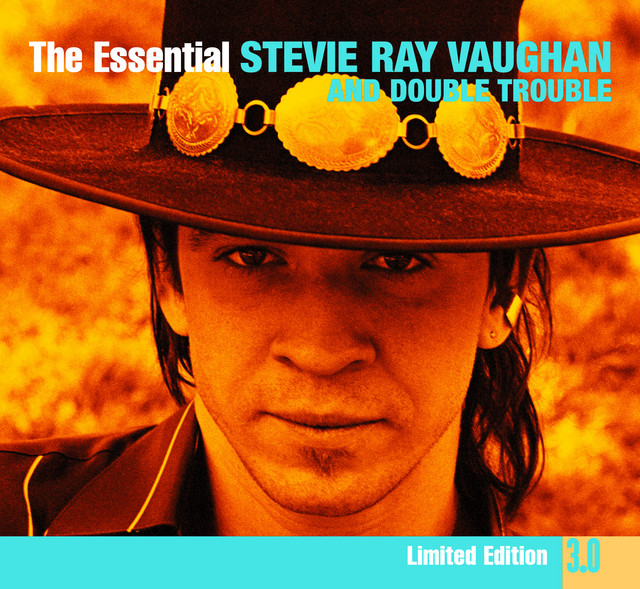 The Essential STEVIE RAY VAUGHAN
AND DOUBLE TROUBLE
Limited Edition 3.0